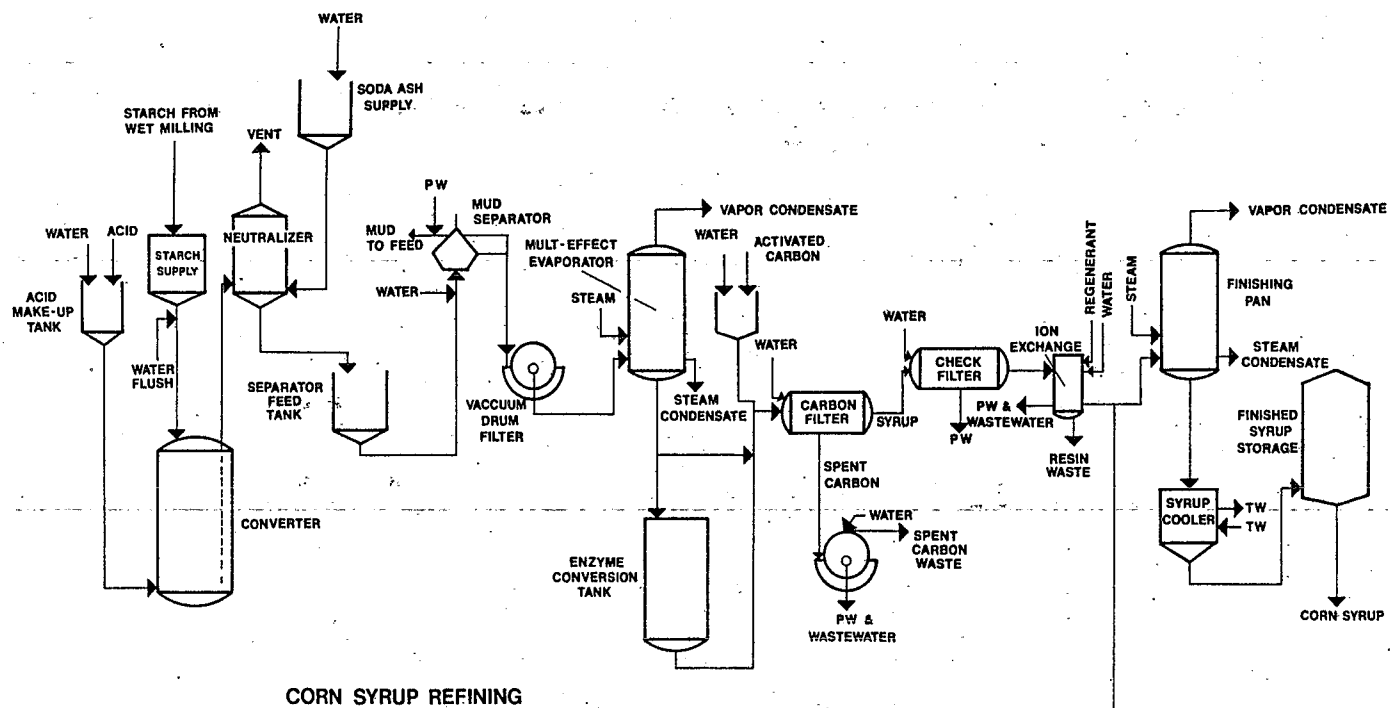 WATER
SODA ASH
SUPPLY
STARCH FROM
WET MILLING
VENT
WATER
ACID
STARCH
SUPPLY
NEUTRALIZER
ACID
MAKE-UP
TANK
WATER
FLUSH
CONVERTER
SEPARATOR
FEED
TANK
PW
MUD
SEPARATOR
MUD
TO FEED
WATER
VACCUUM
DRUM
FILTER
MULT-EFFECT
EVAPORATOR
STEAM
VAPOR CONDENSATE
STEAM
CONDENSATE
ENZYME
CONVERSION
TANK
WATER
ACTIVATED
CARBON
WATER
CARBON
FILTER
SYRUP
SPENT
CARBON
WATER
SPENT
CARBON
WASTE
PW &
WASTEWATER
WATER
CHECK
FILTER
PW
ION
EXCHANGE
REGENERANT
WATER
PW &
WASTEWATER
RESIN
WASTE
STEAM
VAPOR CONDENSATE
FINISHING
PAN
STEAM
CONDENSATE
SYRUP
COOLER
TW
TW
FINISHED
SYRUP
STORAGE
CORN SYRUP
CORN SYRUP REFINING